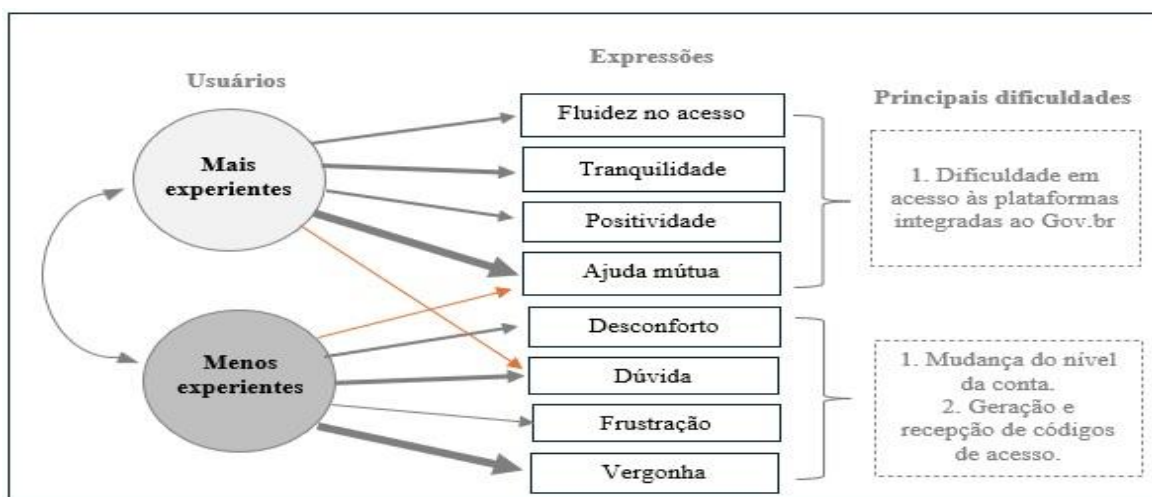 Usuários
Mais
experientes
Menos
experientes
Expressões
Fluidez no acesso
Tranquilidade
Positividade
Ajuda mútua
Desconforto
Dúvida
Frustração
Vergonha
Principais dificuldades
1. Dificuldade em
acesso às plataformas
integradas ao Gov.br
1. Mudança do nível
da conta.
2. Geração e
recepção de códigos
de acesso.